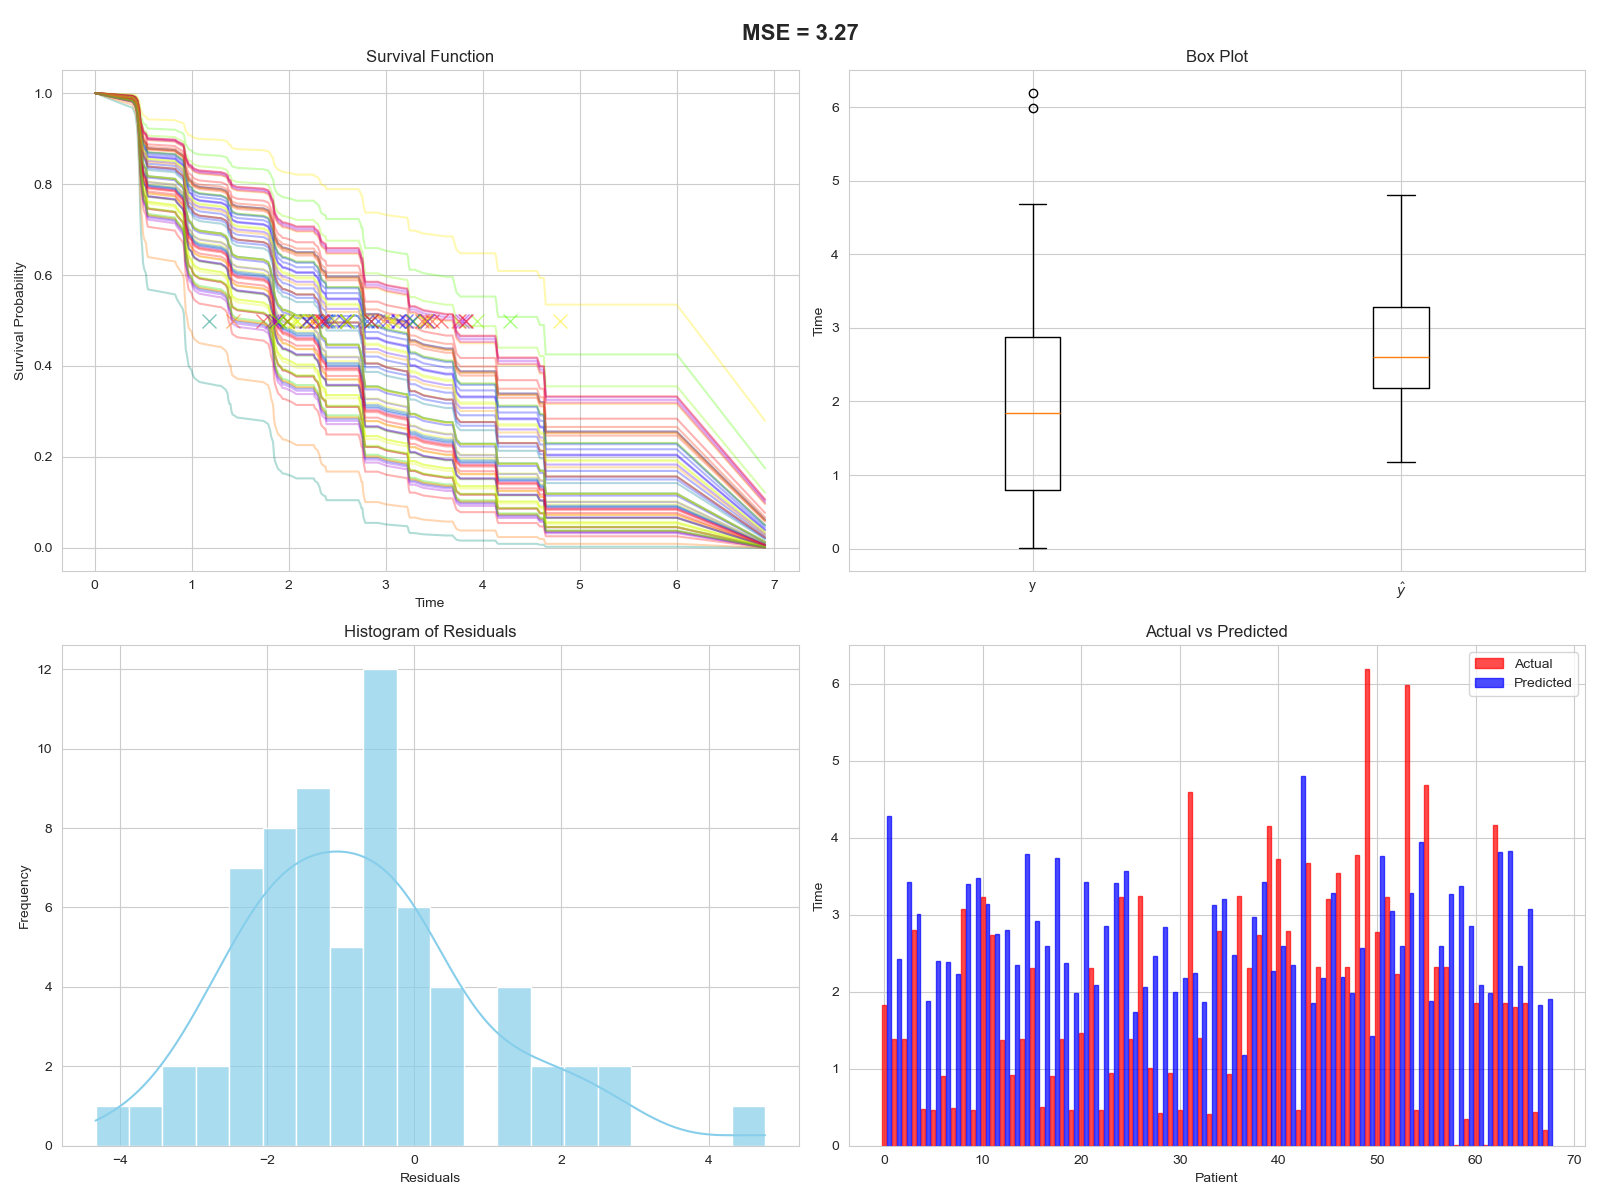 MSE = 3.27
Survival Function
Survival Probability
1.0
0.8
0.6
0.4
0.2
0.0
0 1 2 3 4 5 6 7
Time
Box Plot
Time
6
5
4
3
2
1
0
y ŷ
Histogram of Residuals
Frequency
12
10
8
6
4
2
0
−4 −2 0 2 4
Residuals
Actual vs Predicted
Actual
Predicted
Time
6
5
4
3
2
1
0
0 10 20 30 40 50 60 70
Patient